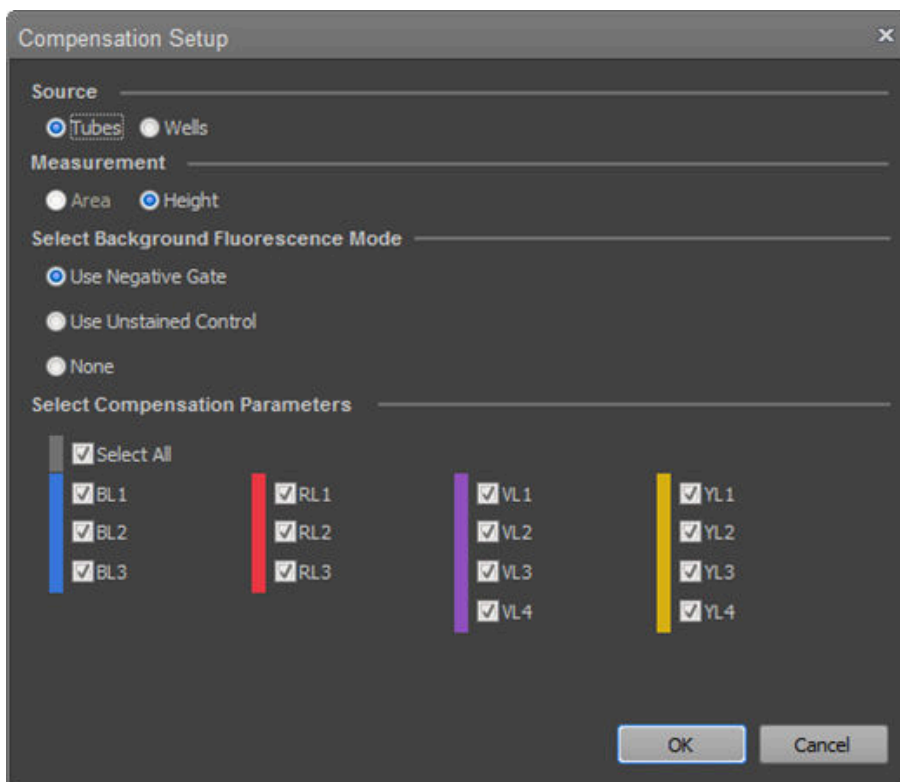 Compensation Setup
Source
Tubes Wells
Measurement
Area Height
Select Background Fluorescence Mode
Use Negative Gate
Use Unstained Control
None
Select Compensation Parameters
Select All
BL1 RL1 VL1 YL1
BL2 RL2 VL2 YL2
BL3 RL3 VL3 YL3
VL4 YL4
OK Cancel